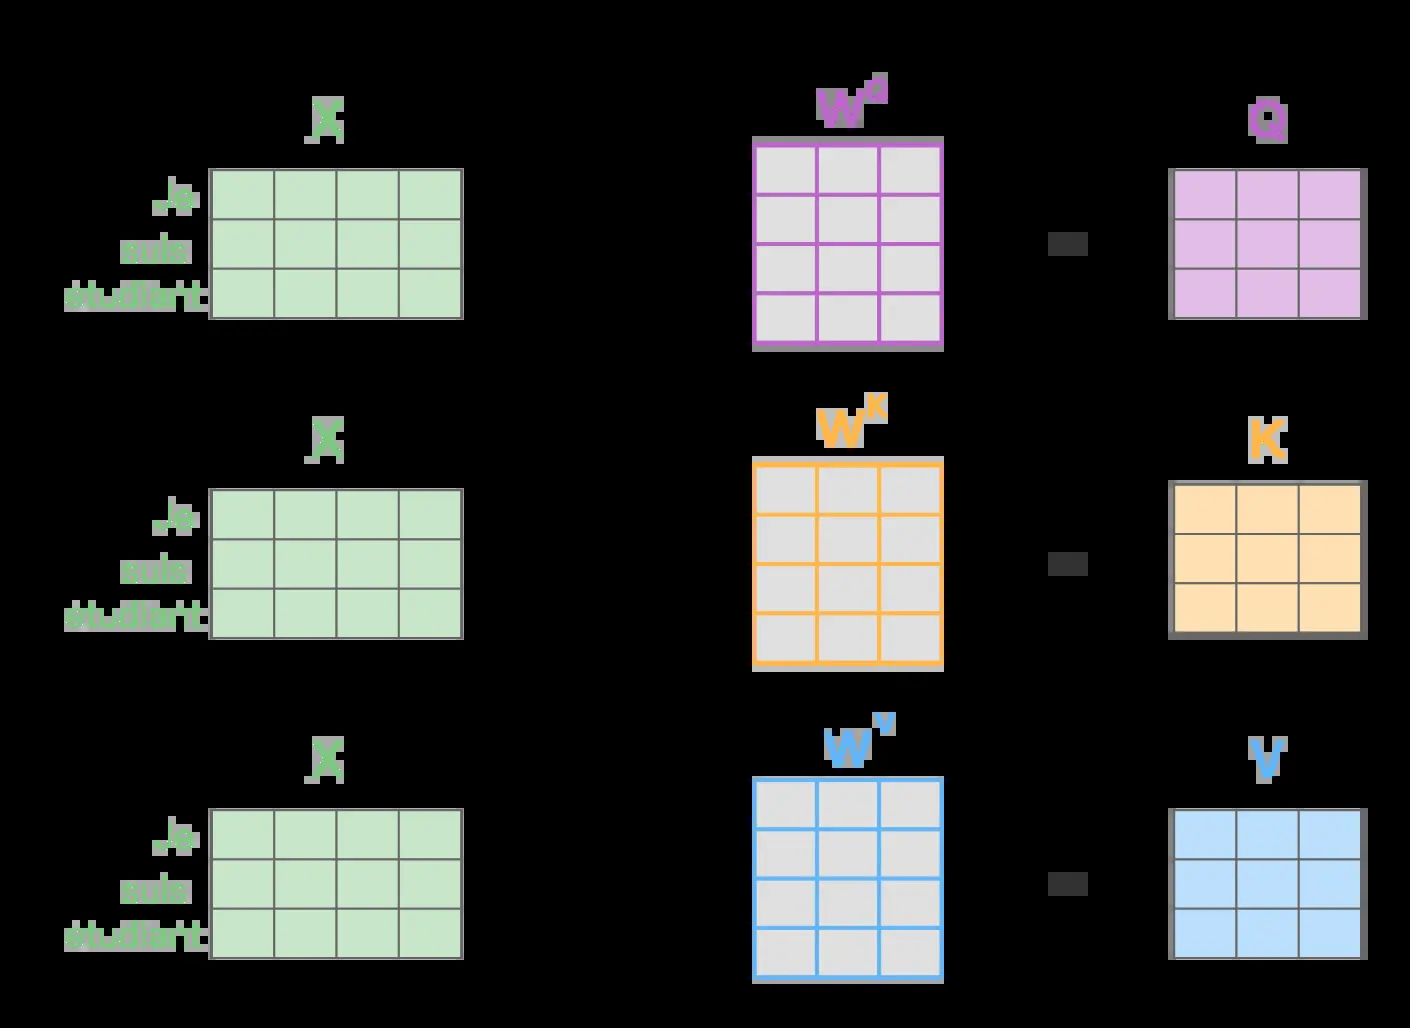 X
W^Q
Q
Je
suis
étudiant
X
W^K
K
Je
suis
étudiant
X
W^V
V
Je
suis
étudiant